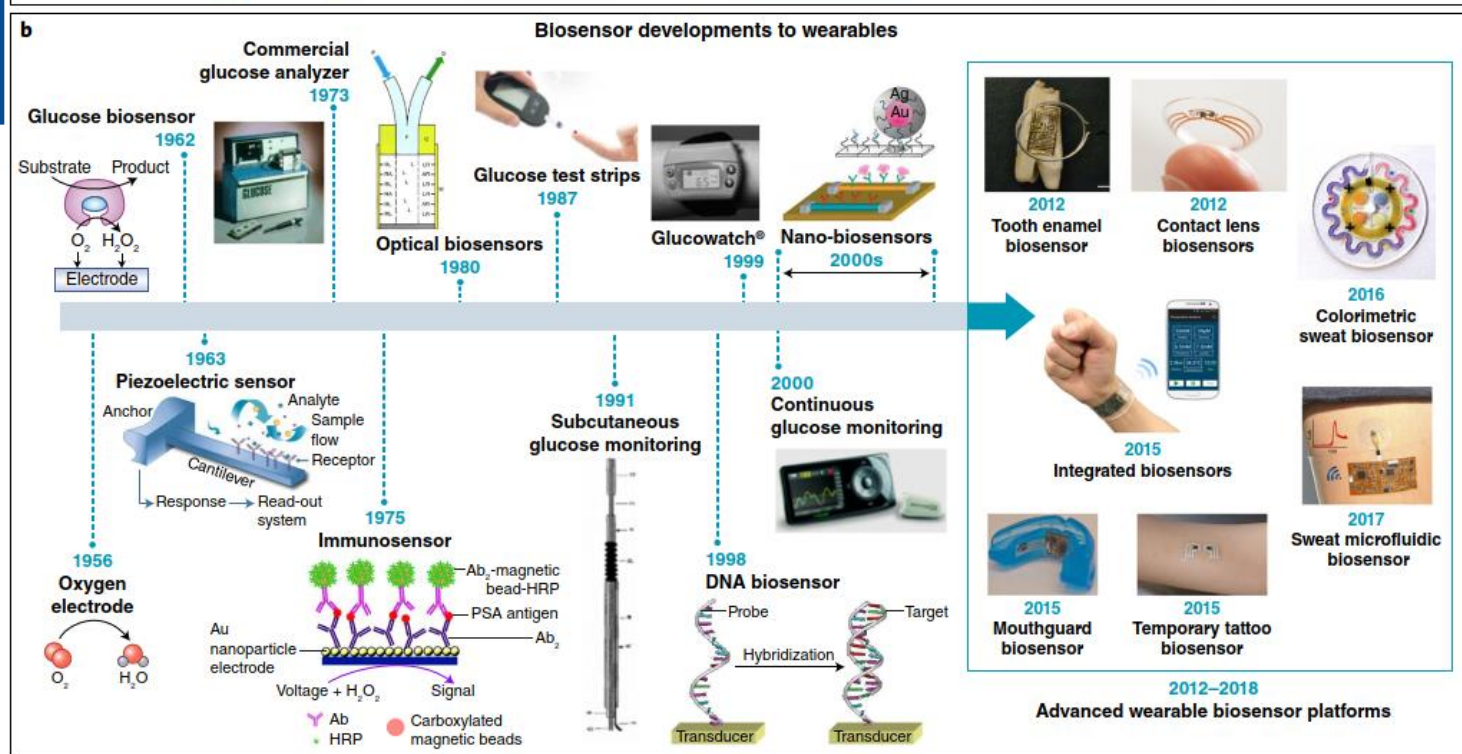 b
Biosensor developments to wearables
Glucose biosensor
1962
Substrate
Product
O₂
H₂O₂
Electrode
Commercial
glucose analyzer
1973
GLUCOSE
Optical biosensors
1980
Glucose test strips
1987
Glucowatch®
1999
Ag
Au
Nano-biosensors
2000s
1956
Oxygen
electrode
O₂
H₂O
1963
Piezoelectric sensor
Anchor
Analyte
Sample
flow
Receptor
Cantilever
Response
Read-out
system
1975
Immunosensor
Ab₂-magnetic
bead-HRP
PSA antigen
Ab₂
Au
nanoparticle
electrode
Voltage + H₂O₂
Signal
Ab
HRP
Carboxylated
magnetic beads
1991
Subcutaneous
glucose monitoring
1998
DNA biosensor
Probe
Hybridization
Target
Transducer
Transducer
2000
Continuous
glucose monitoring
2012
Tooth enamel
biosensor
2012
Contact lens
biosensors
2016
Colorimetric
sweat biosensor
2015
Integrated biosensors
2017
Sweat microfluidic
biosensor
2015
Mouthguard
biosensor
2015
Temporary tattoo
biosensor
2012–2018
Advanced wearable biosensor platforms